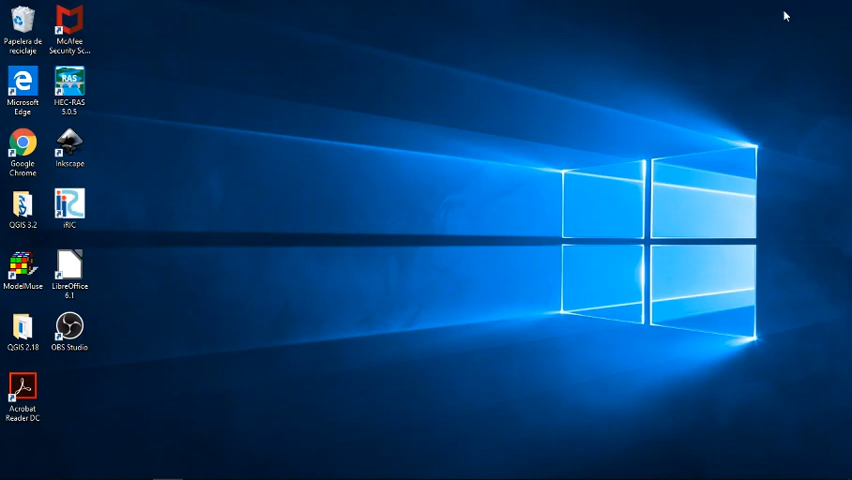 Papelera de
reciclaje
McAfee
Security Sc...
Microsoft
Edge
RAS
HEC-RAS
5.0.5
Google
Chrome
Inkscape
QGIS 3.2
iRIC
ModelMuse
LibreOffice
6.1
QGIS 2.18
OBS Studio
Acrobat
Reader DC